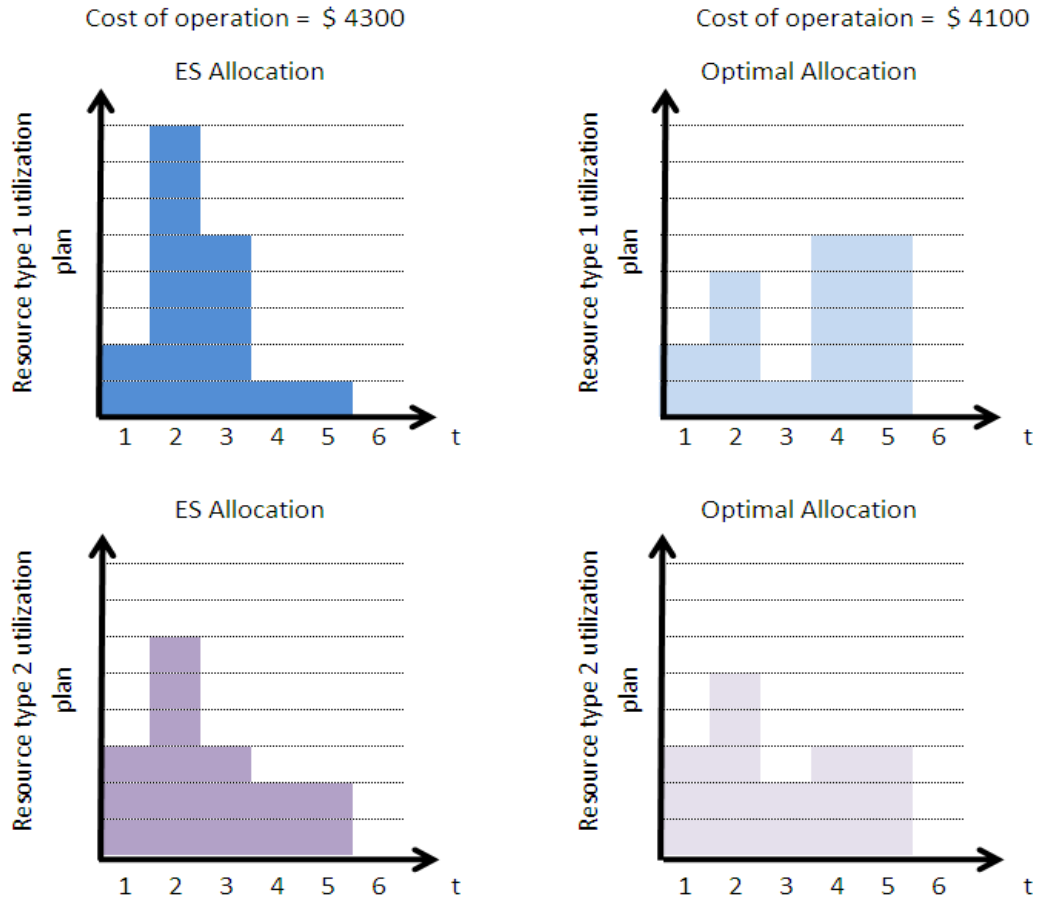 Cost of operation = $ 4300
Cost of operataion = $ 4100
ES Allocation
Optimal Allocation
Resource type 1 utilization
plan
Resource type 1 utilization
plan
1 2 3 4 5 6 t
1 2 3 4 5 6 t
ES Allocation
Optimal Allocation
Resource type 2 utilization
plan
Resource type 2 utilization
plan
1 2 3 4 5 6 t
1 2 3 4 5 6 t